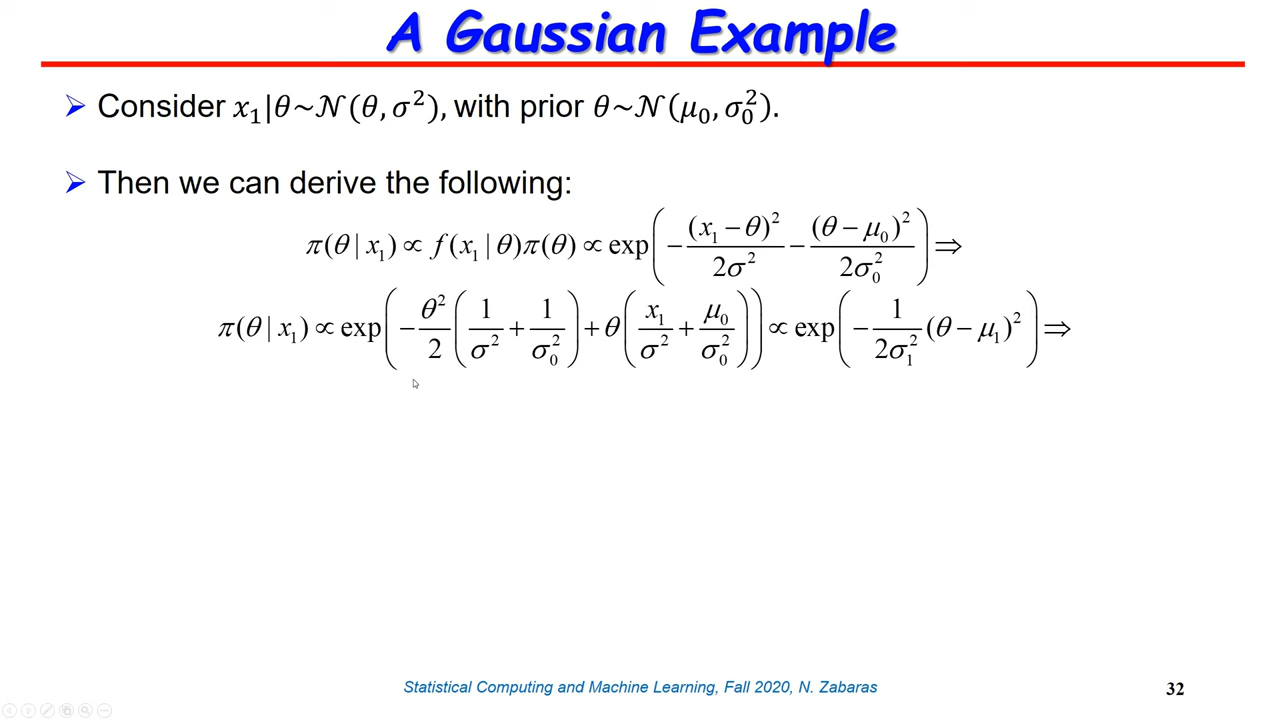 A Gaussian Example
➢ Consider x₁|θ~𝒩(θ, σ²), with prior θ~𝒩(μ₀, σ₀²).
➢ Then we can derive the following:
π(θ | x₁) ∝ f(x₁ | θ)π(θ) ∝ exp( − (x₁ − θ)² / 2σ² − (θ − μ₀)² / 2σ₀² ) ⇒
π(θ | x₁) ∝ exp( − θ²/2 ( 1/σ² + 1/σ₀² ) + θ ( x₁/σ² + μ₀/σ₀² ) ) ∝ exp( − 1/2σ₁² (θ − μ₁)² ) ⇒
Statistical Computing and Machine Learning, Fall 2020, N. Zabaras
32